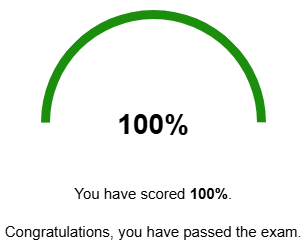 100%
You have scored 100%.
Congratulations, you have passed the exam.